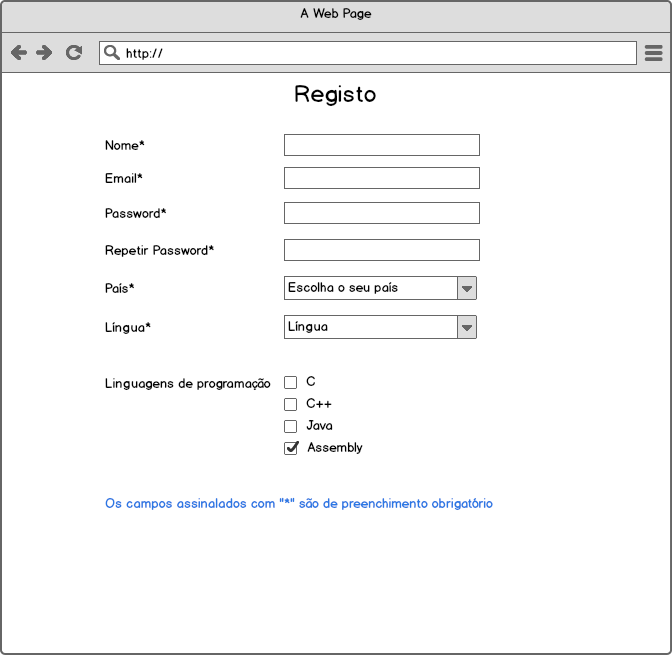 A Web Page
http://
Registo
Nome*
Email*
Password*
Repetir Password*
País* Escolha o seu país
Língua* Língua
Linguagens de programação C
C++
Java
Assembly
Os campos assinalados com "*" são de preenchimento obrigatório